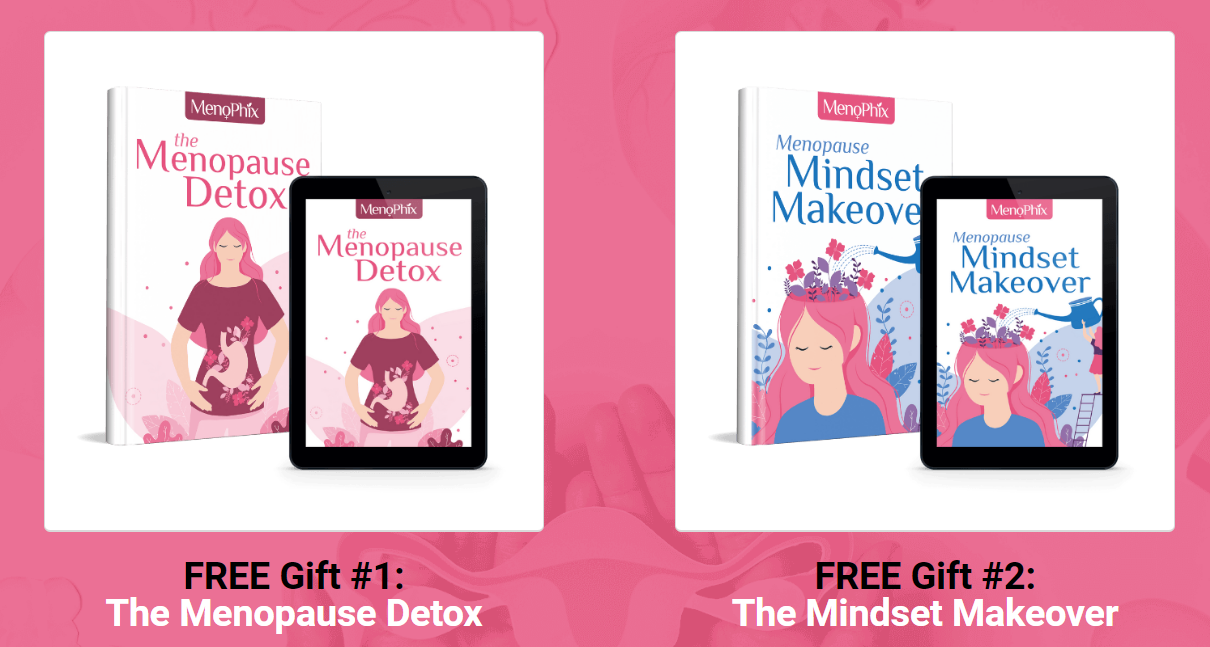 MenoPhix
the
Menopause
Detox
MenoPhix
the
Menopause
Detox
MenoPhix
Menopause
Mindset
Makeove
MenoPhix
Menopause
Mindset
Makeover
FREE Gift #1:
The Menopause Detox
FREE Gift #2:
The Mindset Makeover